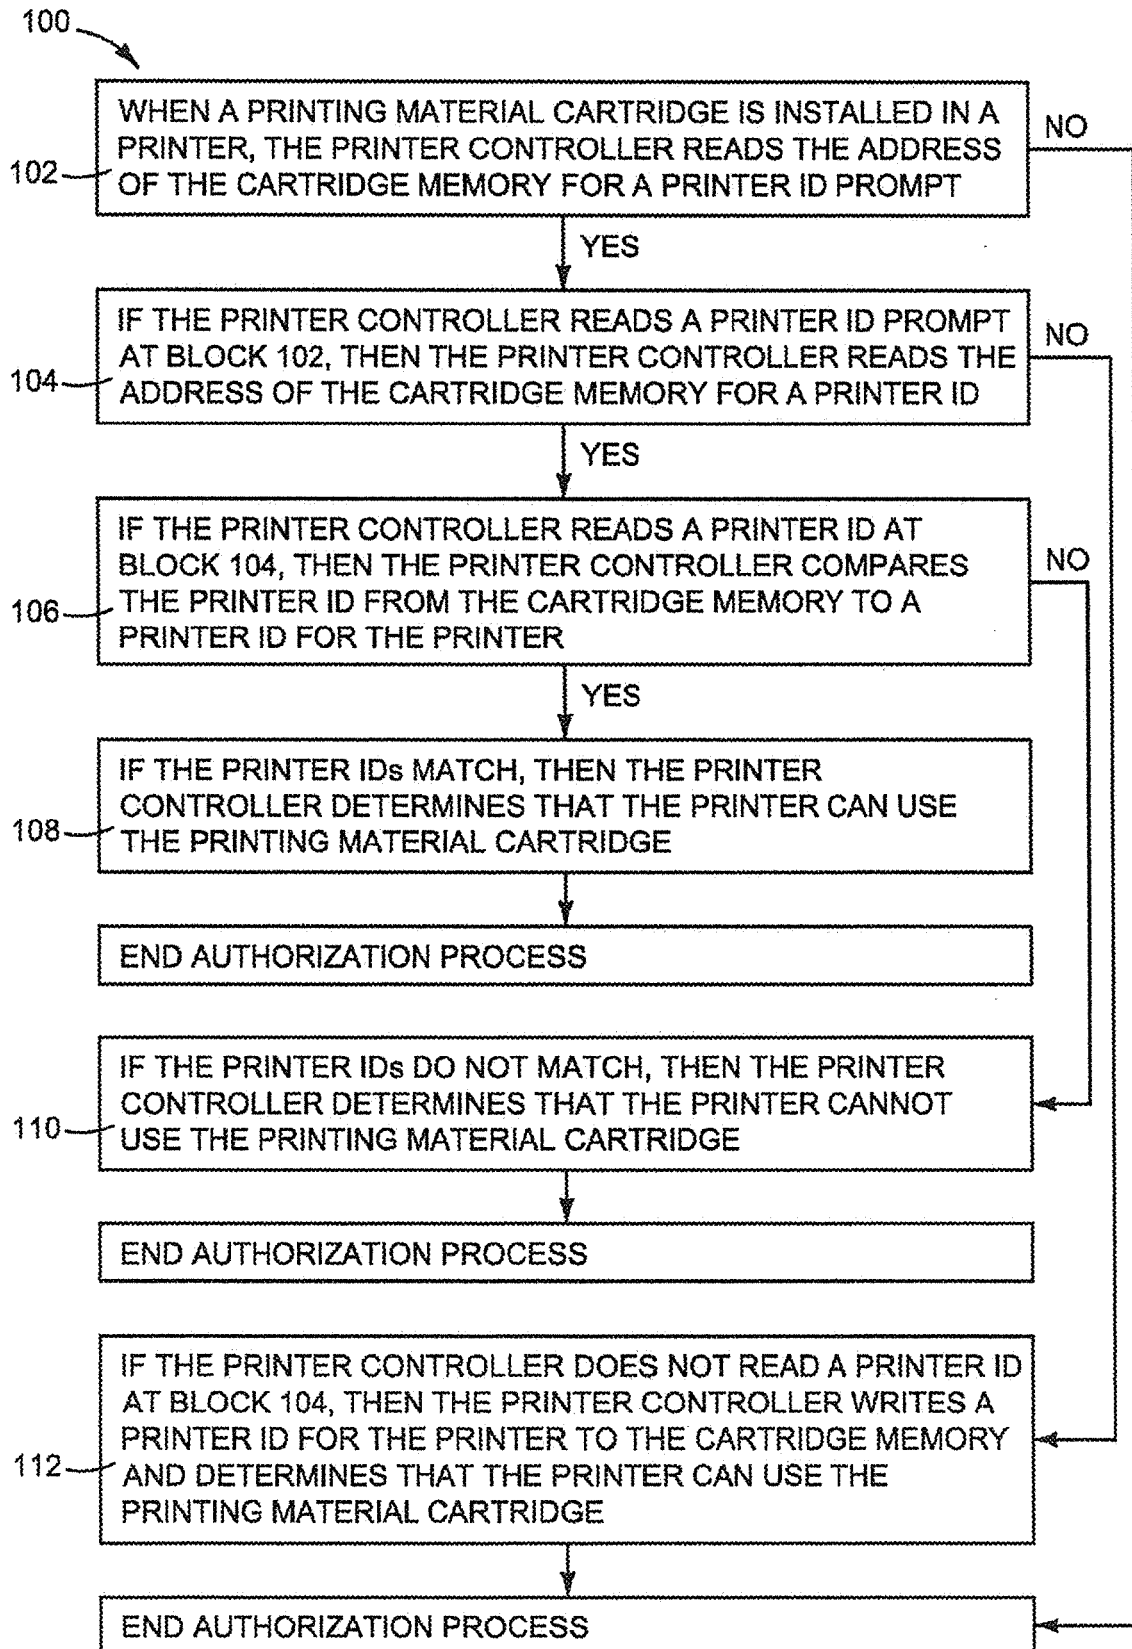 100
WHEN A PRINTING MATERIAL CARTRIDGE IS INSTALLED IN A
PRINTER, THE PRINTER CONTROLLER READS THE ADDRESS
OF THE CARTRIDGE MEMORY FOR A PRINTER ID PROMPT
102
NO
YES
IF THE PRINTER CONTROLLER READS A PRINTER ID PROMPT
AT BLOCK 102, THEN THE PRINTER CONTROLLER READS THE
ADDRESS OF THE CARTRIDGE MEMORY FOR A PRINTER ID
104
NO
YES
IF THE PRINTER CONTROLLER READS A PRINTER ID AT
BLOCK 104, THEN THE PRINTER CONTROLLER COMPARES
THE PRINTER ID FROM THE CARTRIDGE MEMORY TO A
PRINTER ID FOR THE PRINTER
106
NO
YES
IF THE PRINTER IDs MATCH, THEN THE PRINTER
CONTROLLER DETERMINES THAT THE PRINTER CAN USE
THE PRINTING MATERIAL CARTRIDGE
108
END AUTHORIZATION PROCESS
IF THE PRINTER IDs DO NOT MATCH, THEN THE PRINTER
CONTROLLER DETERMINES THAT THE PRINTER CANNOT
USE THE PRINTING MATERIAL CARTRIDGE
110
END AUTHORIZATION PROCESS
IF THE PRINTER CONTROLLER DOES NOT READ A PRINTER ID
AT BLOCK 104, THEN THE PRINTER CONTROLLER WRITES A
PRINTER ID FOR THE PRINTER TO THE CARTRIDGE MEMORY
AND DETERMINES THAT THE PRINTER CAN USE THE
PRINTING MATERIAL CARTRIDGE
112
END AUTHORIZATION PROCESS